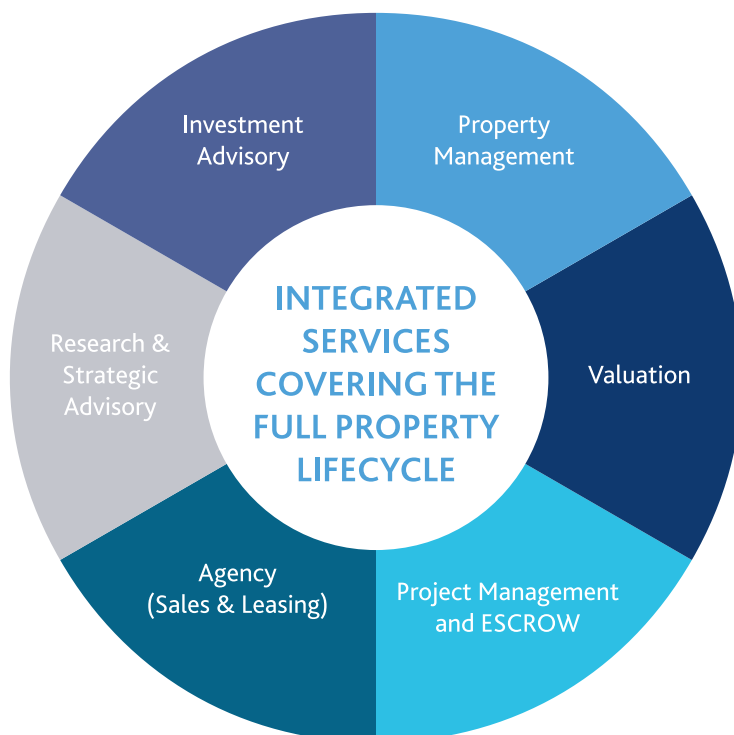 Investment
Advisory
Property
Management
Research &
Strategic
Advisory
INTEGRATED
SERVICES
COVERING THE
FULL PROPERTY
LIFECYCLE
Valuation
Agency
(Sales & Leasing)
Project Management
and ESCROW